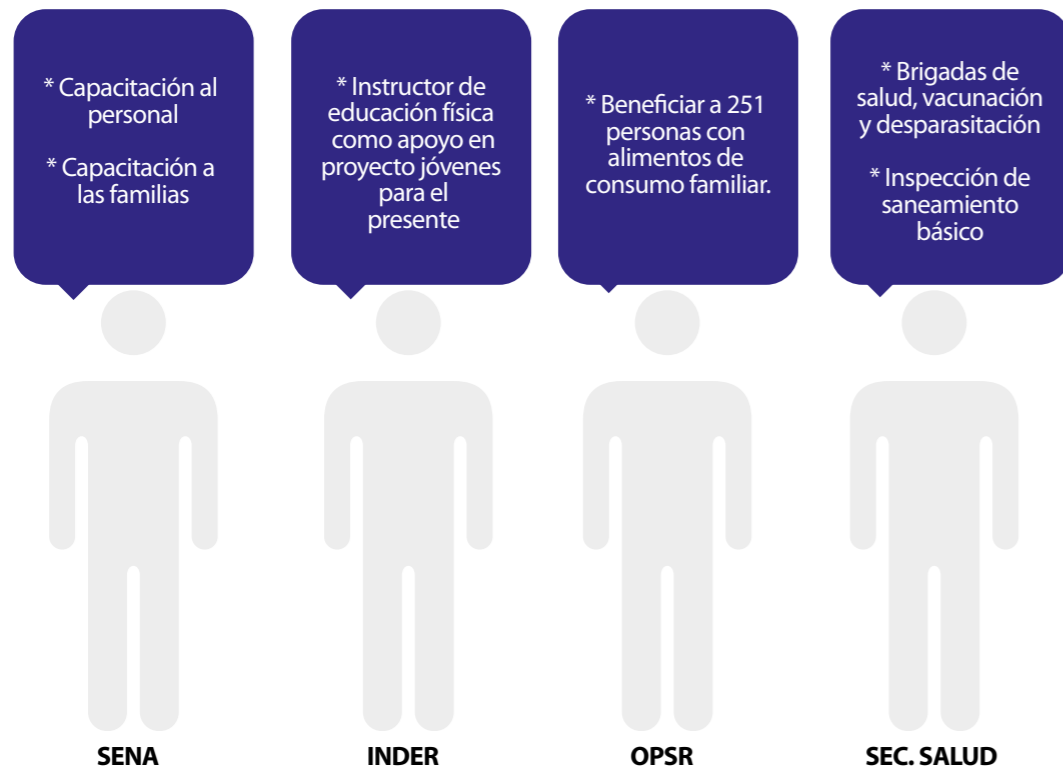 * Capacitación al
personal
* Capacitación a
las familias
* Instructor de
educación física
como apoyo en
proyecto jóvenes
para el
presente
* Beneficiar a 251
personas con
alimentos de
consumo familiar.
* Brigadas de
salud, vacunación
y desparasitación
* Inspección de
saneamiento
básico
SENA
INDER
OPSR
SEC. SALUD